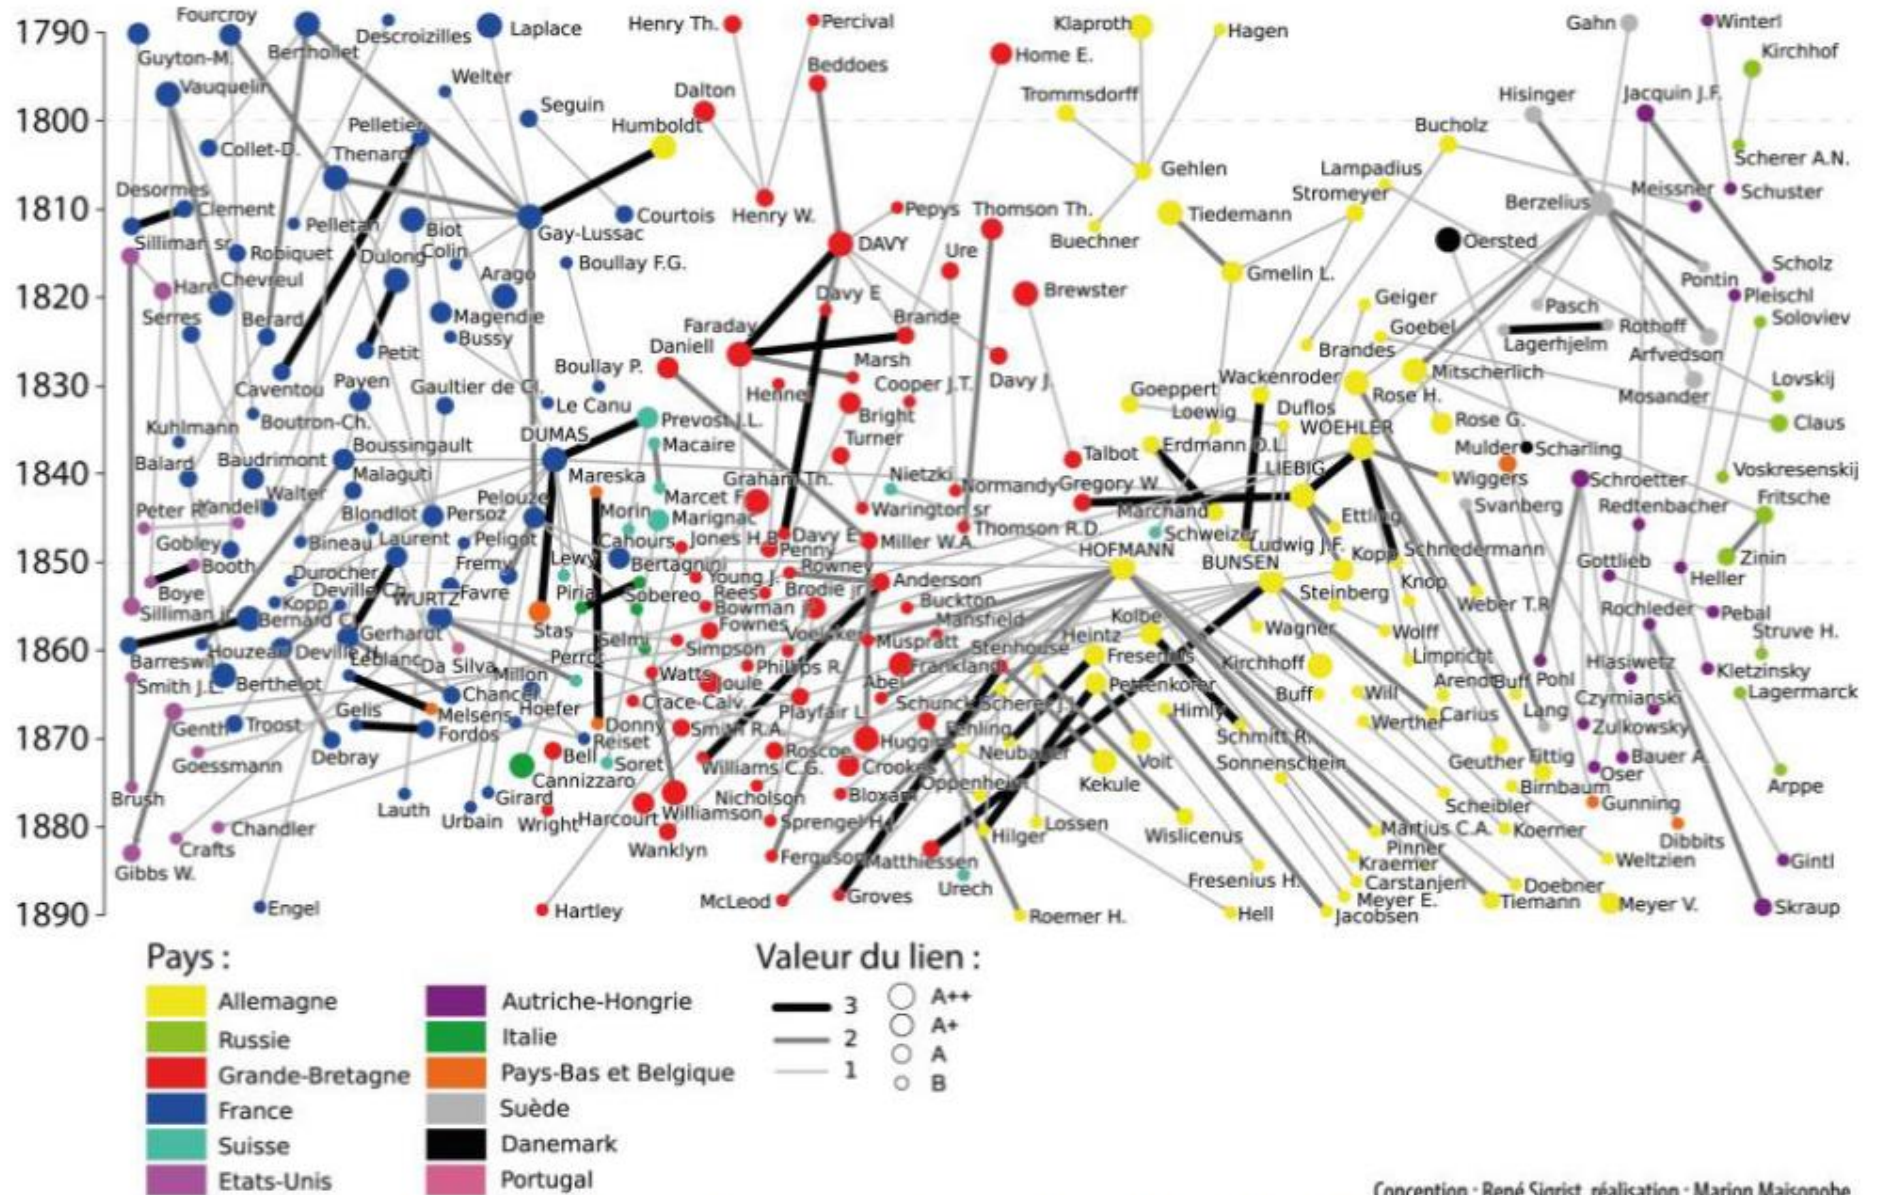 Fourcroy
Laplace
Henry Th.
Percival
Klaproth
Hagen
Gahn
Winterl
1790
Descroizilles
Guyton-M.
Berthollet
Home E.
Kirchhof
Beddoes
Welter
Vauquelin
Dalton
Trommsdorff
Hisinger
Jacquin J.F.
Seguin
1800
Pelletier
Humboldt
Bucholz
Collet-D.
Thenard
Scherer A.N.
Gehlen
Lampadius
Desormes
Stromeyer
Meissner
Schuster
1810
Clement
Courtois
Henry W.
Pepys
Thomson Th.
Tiedemann
Berzelius
Pelletan
Biot
Gay-Lussac
Buechner
Oersted
Silliman sr
Robiquet
Colin
DAVY
Ure
Dulong
Boullay F.G.
Scholz
Chevreul
Arago
Gmelin L.
Pontin
Hare
Davy E
Brewster
Geiger
Pleischl
1820
Serres
Berard
Magendie
Faraday
Brande
Pasch
Soloviev
Bussy
Goebel
Rothoff
Petit
Daniell
Lagerhjelm
Brandes
Arfvedson
Boullay P.
Marsh
1830
Caventou
Payen
Gaultier de Cl.
Hennel
Cooper J.T.
Davy J.
Goeppert
Wackenroder
Mitscherlich
Lovskij
Le Canu
Rose H.
Mosander
Boutron-Ch.
Prevost J.L.
Bright
Loewig
Duflos
Rose G.
Claus
Kuhlmann
DUMAS
Turner
WOEHLER
Boussingault
Macaire
Erdmann O.L.
Mulder
Scharling
Talbot
1840
Balard
Baudrimont
Malaguti
Mareska
Graham Th.
Nietzki
Normandy
Gregory W
LIEBIG
Wiggers
Schroetter
Voskresenskij
Walter
Pelouze
Marcet F
Fritsche
Peter R
Yandell
Blondlot
Persoz
Morin
Marignac
Warington sr
Marchand
Svanberg
Redtenbacher
Ettling
Thomson R.D.
Gobley
Bineau
Laurent
Peligot
Cahours
Jones H.B
Davy E.
Miller W.A.
Schweizer
Ludwig J.F.
Kopp
Schnedermann
1850
Booth
Durocher
Fremy
Lewy
Bertagnini
Penny
HOFMANN
BUNSEN
Gottlieb
Zinin
Boye
Deville Ch.
Favre
Piria
Young J.
Rowney
Anderson
Knop
Heller
Silliman jr
Kopp
WURTZ
Sobrero
Rees
Brodie jr
Buckton
Steinberg
Weber T.R
Rochleder
Pebal
Bernard C.
Stas
Bowman
Fownes
Mansfield
Kolbe
Wagner
Wolff
Struve H.
Gerhardt
Selmi
Simpson
Voelcker
Muspratt
Heintz
1860
Barreswil
Houzeau
Deville H.
Leblanc
Da Silva
Perrot
Stenhouse
Fresenius
Limpricht
Hlasiwetz
Smith J.L.
Berthelot
Millon
Watts
Phillips R.
Frankland
Kirchhoff
Pohl
Kletzinsky
Joule
Abel
Pettenkofer
Buff
Will
Arendt
Buff
Czyrnianski
Lagermarck
Genth
Troost
Gelis
Chancel
Melsens
Hoefer
Crace-Calv.
Playfair L.
Schunck
Scherer J.
Himly
Werther
Carius
Lang
Zulkowsky
1870
Goessmann
Debray
Fordos
Donny
Reiset
Smith R.A.
Roscoe
Huggins
Fehling
Neubauer
Voit
Schmitt R.
Fittig
Bauer A.
Bell
Soret
Williams C.G.
Crookes
Oppenheim
Kekule
Sonnenschein
Geuther
Oser
Brush
Lauth
Cannizzaro
Girard
Nicholson
Bloxam
Birnbaum
Arppe
Urbain
Wright
Harcourt
Williamson
Scheibler
Gunning
1880
Chandler
Sprengel H.
Hilger
Lossen
Wislicenus
Martius C.A.
Koerner
Dibbits
Crafts
Wanklyn
Ferguson
Matthiessen
Pinner
Kraemer
Weltzien
Gintl
Gibbs W.
Urech
Fresenius H.
Carstanjen
Doebner
1890
Engel
Hartley
McLeod
Groves
Roemer H.
Hell
Meyer E.
Jacobsen
Tiemann
Meyer V.
Skraup
Pays :
Allemagne
Russie
Grande-Bretagne
France
Suisse
Etats-Unis
Autriche-Hongrie
Italie
Pays-Bas et Belgique
Suède
Danemark
Portugal
Valeur du lien :
3
2
1
A++
A+
A
B
Conception : René Sigrist, réalisation : Marion Maisonobe